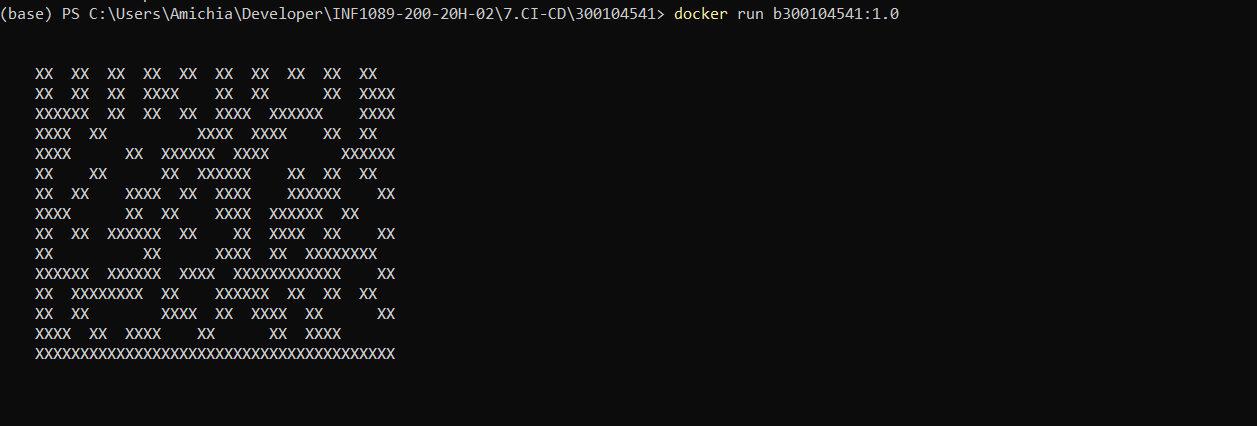 (base) PS C:\Users\Amichia\Developer\INF1089-200-20H-02\7.CI-CD\300104541> docker run b300104541:1.0
XX  XX  XX  XX  XX  XX  XX  XX  XX  XX
XX  XX  XX  XXXX    XX  XX      XX  XXXX
XXXXXX  XX  XX  XX  XXXX  XXXXXX    XXXX
XXXX  XX          XXXX  XXXX    XX  XX
XXXX      XX  XXXXXX  XXXX        XXXXXX
XX    XX      XX  XXXXXX    XX  XX  XX
XX  XX    XXXX  XX  XXXX    XXXXXX    XX
XXXX      XX  XX    XXXX  XXXXXX  XX
XX  XX  XXXXXX  XX    XX  XXXX  XX    XX
XX          XX      XXXX  XX  XXXXXXXX
XXXXXX  XXXXXX  XXXX  XXXXXXXXXXXX    XX
XX  XXXXXXXX  XX    XXXXXX  XX  XX  XX
XX  XX        XXXX  XX  XXXX  XX      XX
XXXX  XX  XXXX    XX      XX  XXXX
XXXXXXXXXXXXXXXXXXXXXXXXXXXXXXXXXXXXXXXX